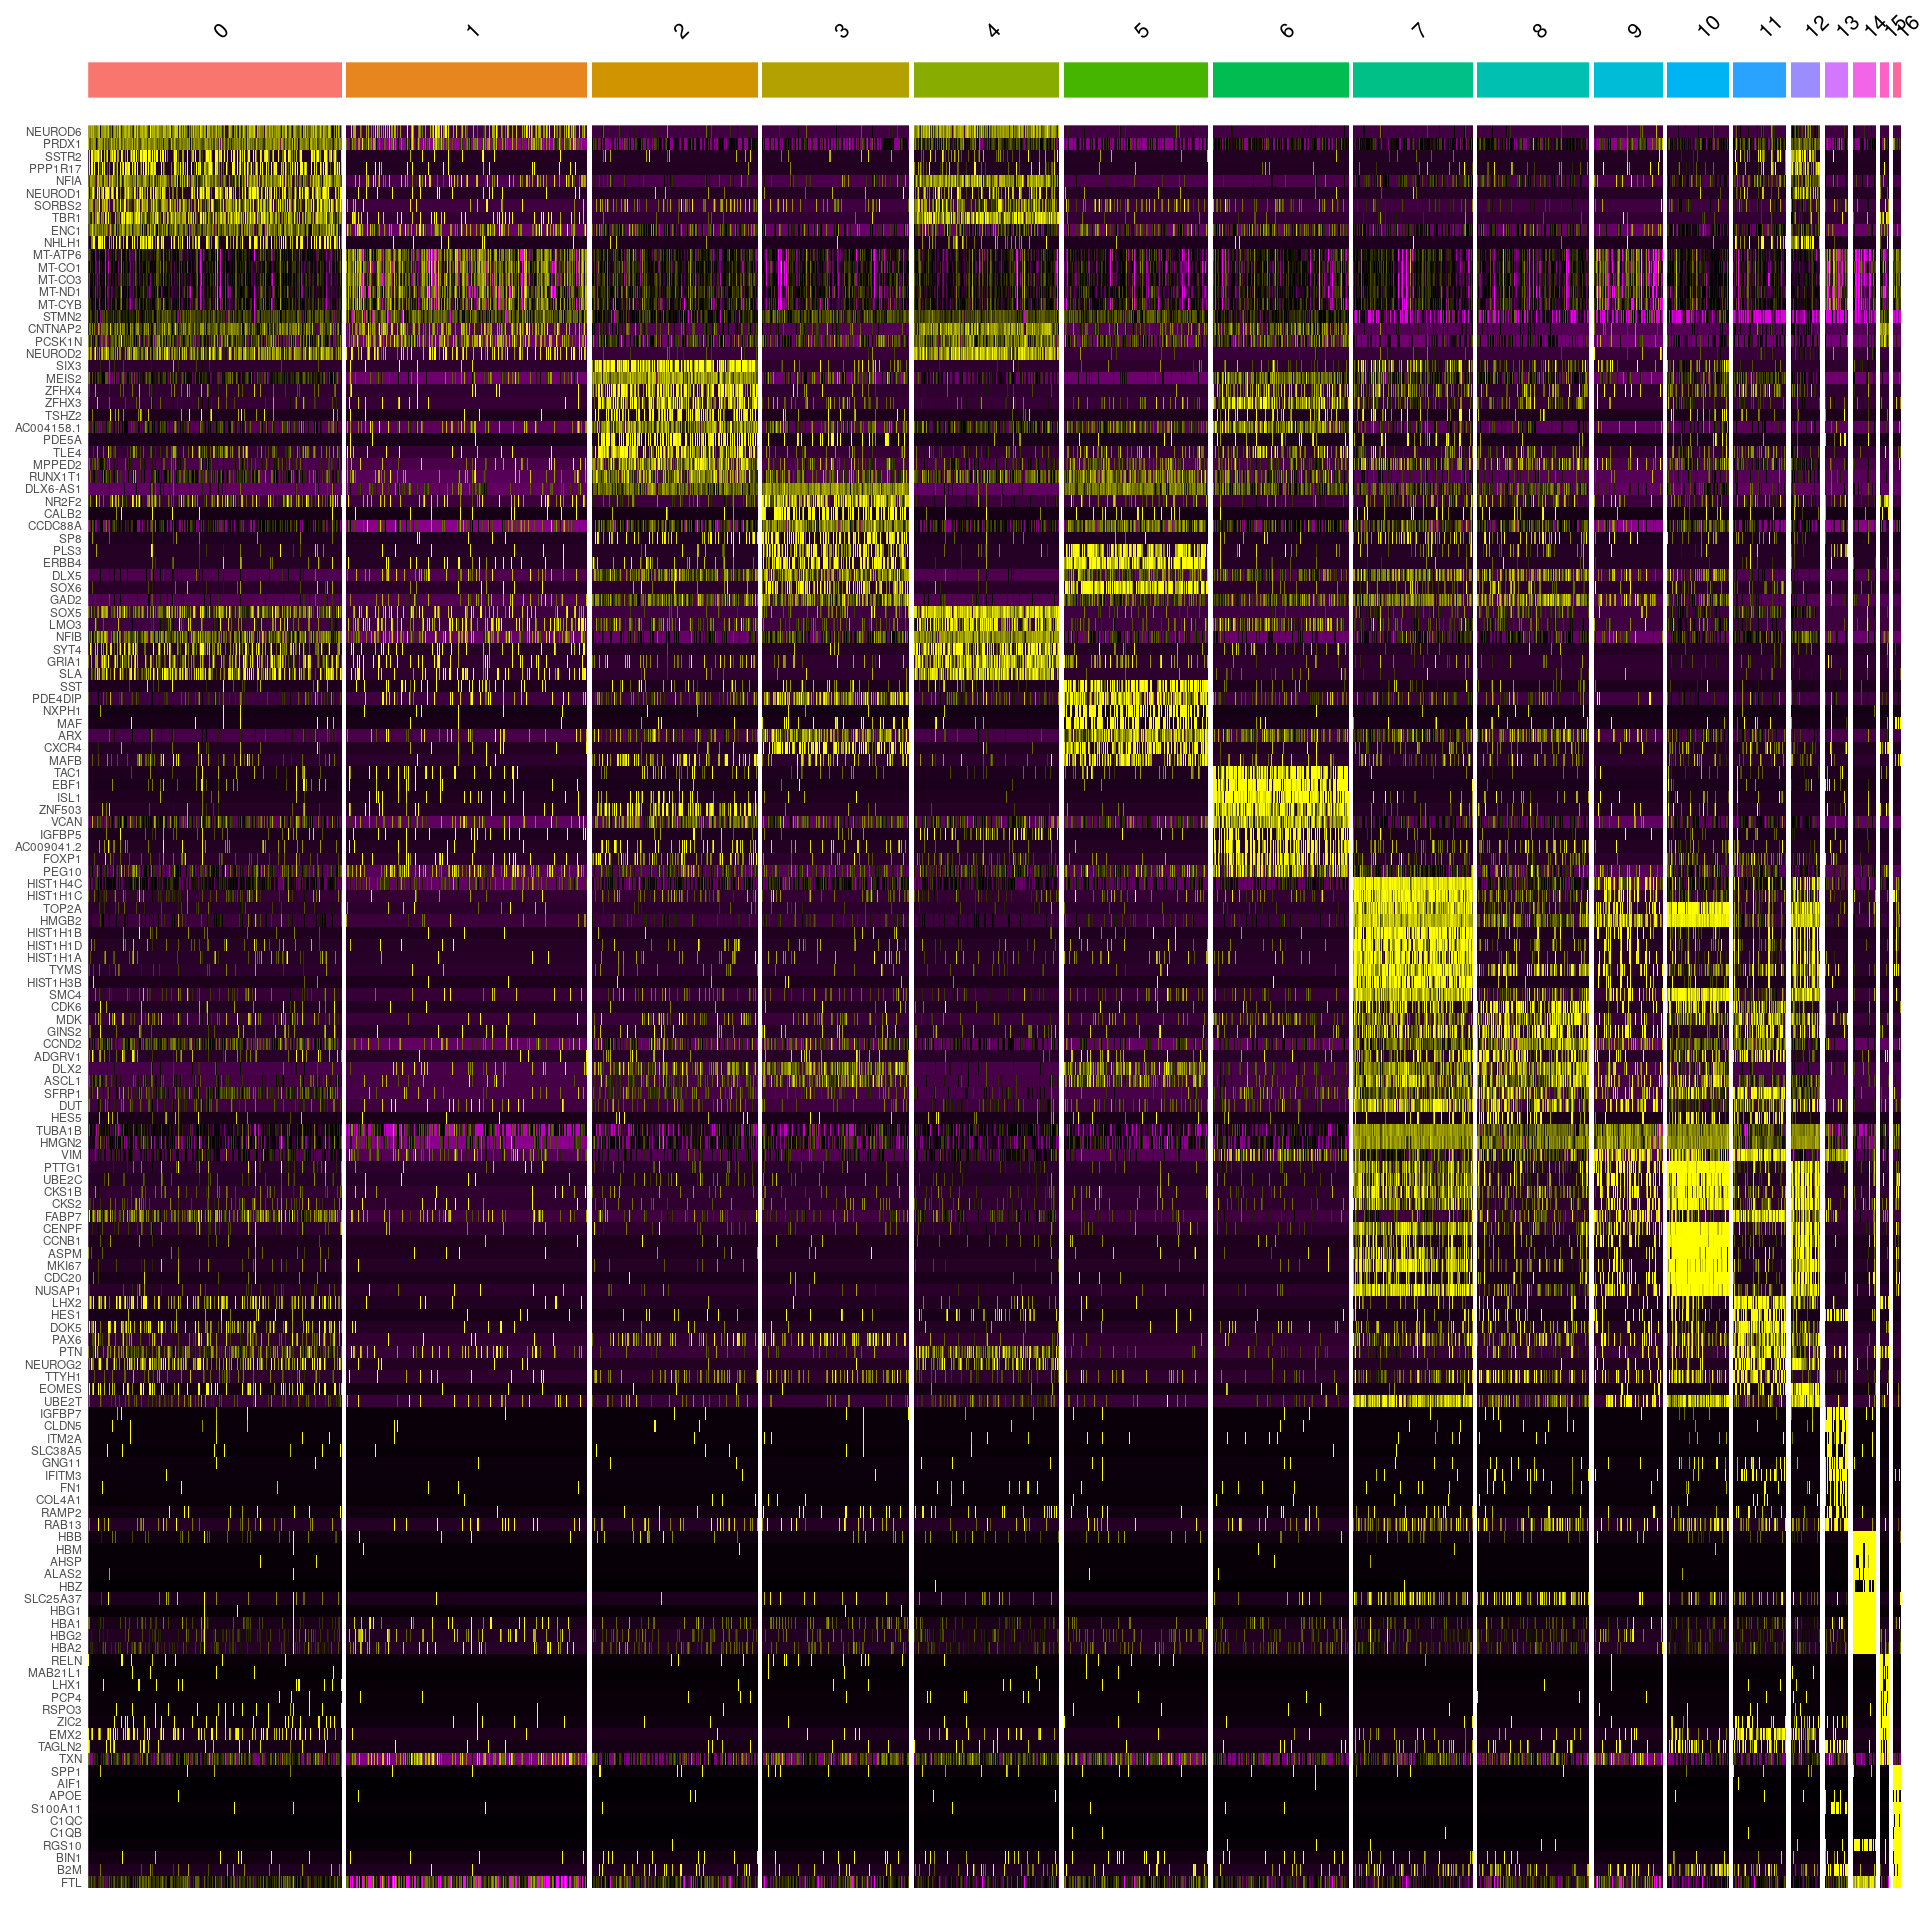 0 1 2 3 4 5 6 7 8 9 10 11 12 13 14 15 16
NEUROD6
PRDX1
SSTR2
PPP1R17
NFIA
NEUROD1
SORBS2
TBR1
ENC1
NHLH1
MT-ATP6
MT-CO1
MT-CO3
MT-ND1
MT-CYB
STMN2
CNTNAP2
PCSK1N
NEUROD2
SIX3
MEIS2
ZFHX4
ZFHX3
TSHZ2
AC004158.1
PDE5A
TLE4
MPPED2
RUNX1T1
DLX6-AS1
NR2F2
CALB2
CCDC88A
SP8
PLS3
ERBB4
DLX5
SOX6
GAD2
SOX5
LMO3
NFIB
SYT4
GRIA1
SLA
SST
PDE4DIP
NXPH1
MAF
ARX
CXCR4
MAFB
TAC1
EBF1
ISL1
ZNF503
VCAN
IGFBP5
AC009041.2
FOXP1
PEG10
HIST1H4C
HIST1H1C
TOP2A
HMGB2
HIST1H1B
HIST1H1D
HIST1H1A
TYMS
HIST1H3B
SMC4
CDK6
MDK
GINS2
CCND2
ADGRV1
DLX2
ASCL1
SFRP1
DUT
HES5
TUBA1B
HMGN2
VIM
PTTG1
UBE2C
CKS1B
CKS2
FABP7
CENPF
CCNB1
ASPM
MKI67
CDC20
NUSAP1
LHX2
HES1
DOK5
PAX6
PTN
NEUROG2
TTYH1
EOMES
UBE2T
IGFBP7
CLDN5
ITM2A
SLC38A5
GNG11
IFITM3
FN1
COL4A1
RAMP2
RAB13
HBB
HBM
AHSP
ALAS2
HBZ
SLC25A37
HBG1
HBA1
HBG2
HBA2
RELN
MAB21L1
LHX1
PCP4
RSPO3
ZIC2
EMX2
TAGLN2
TXN
SPP1
AIF1
APOE
S100A11
C1QC
C1QB
RGS10
BIN1
B2M
FTL